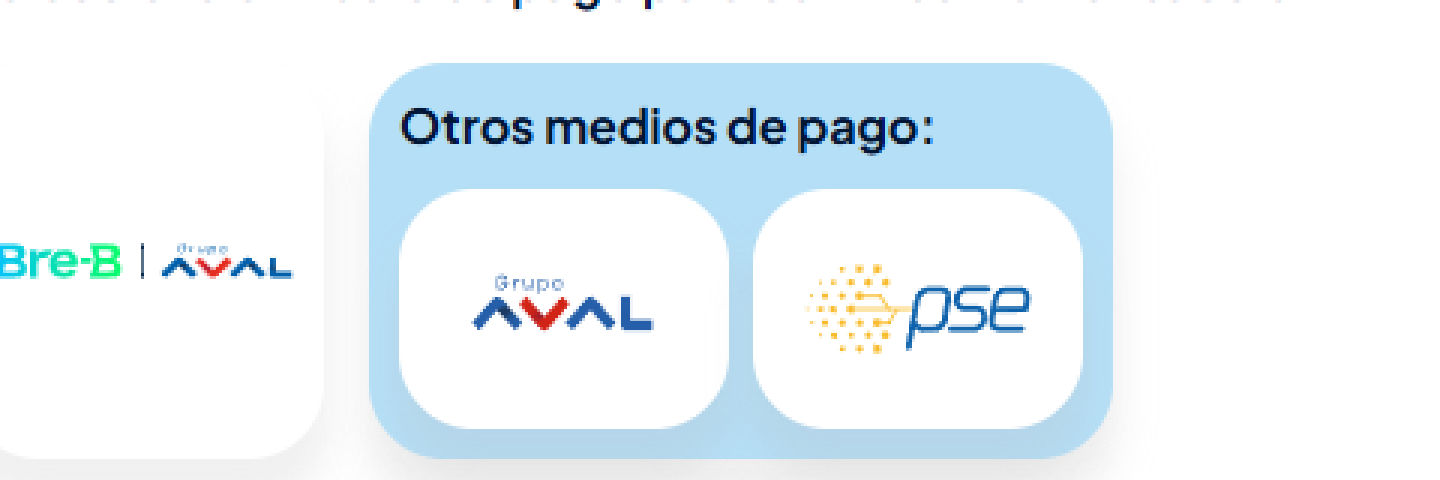 Otros medios de pago:
Bre-B | Grupo AVAL
Grupo AVAL
pse